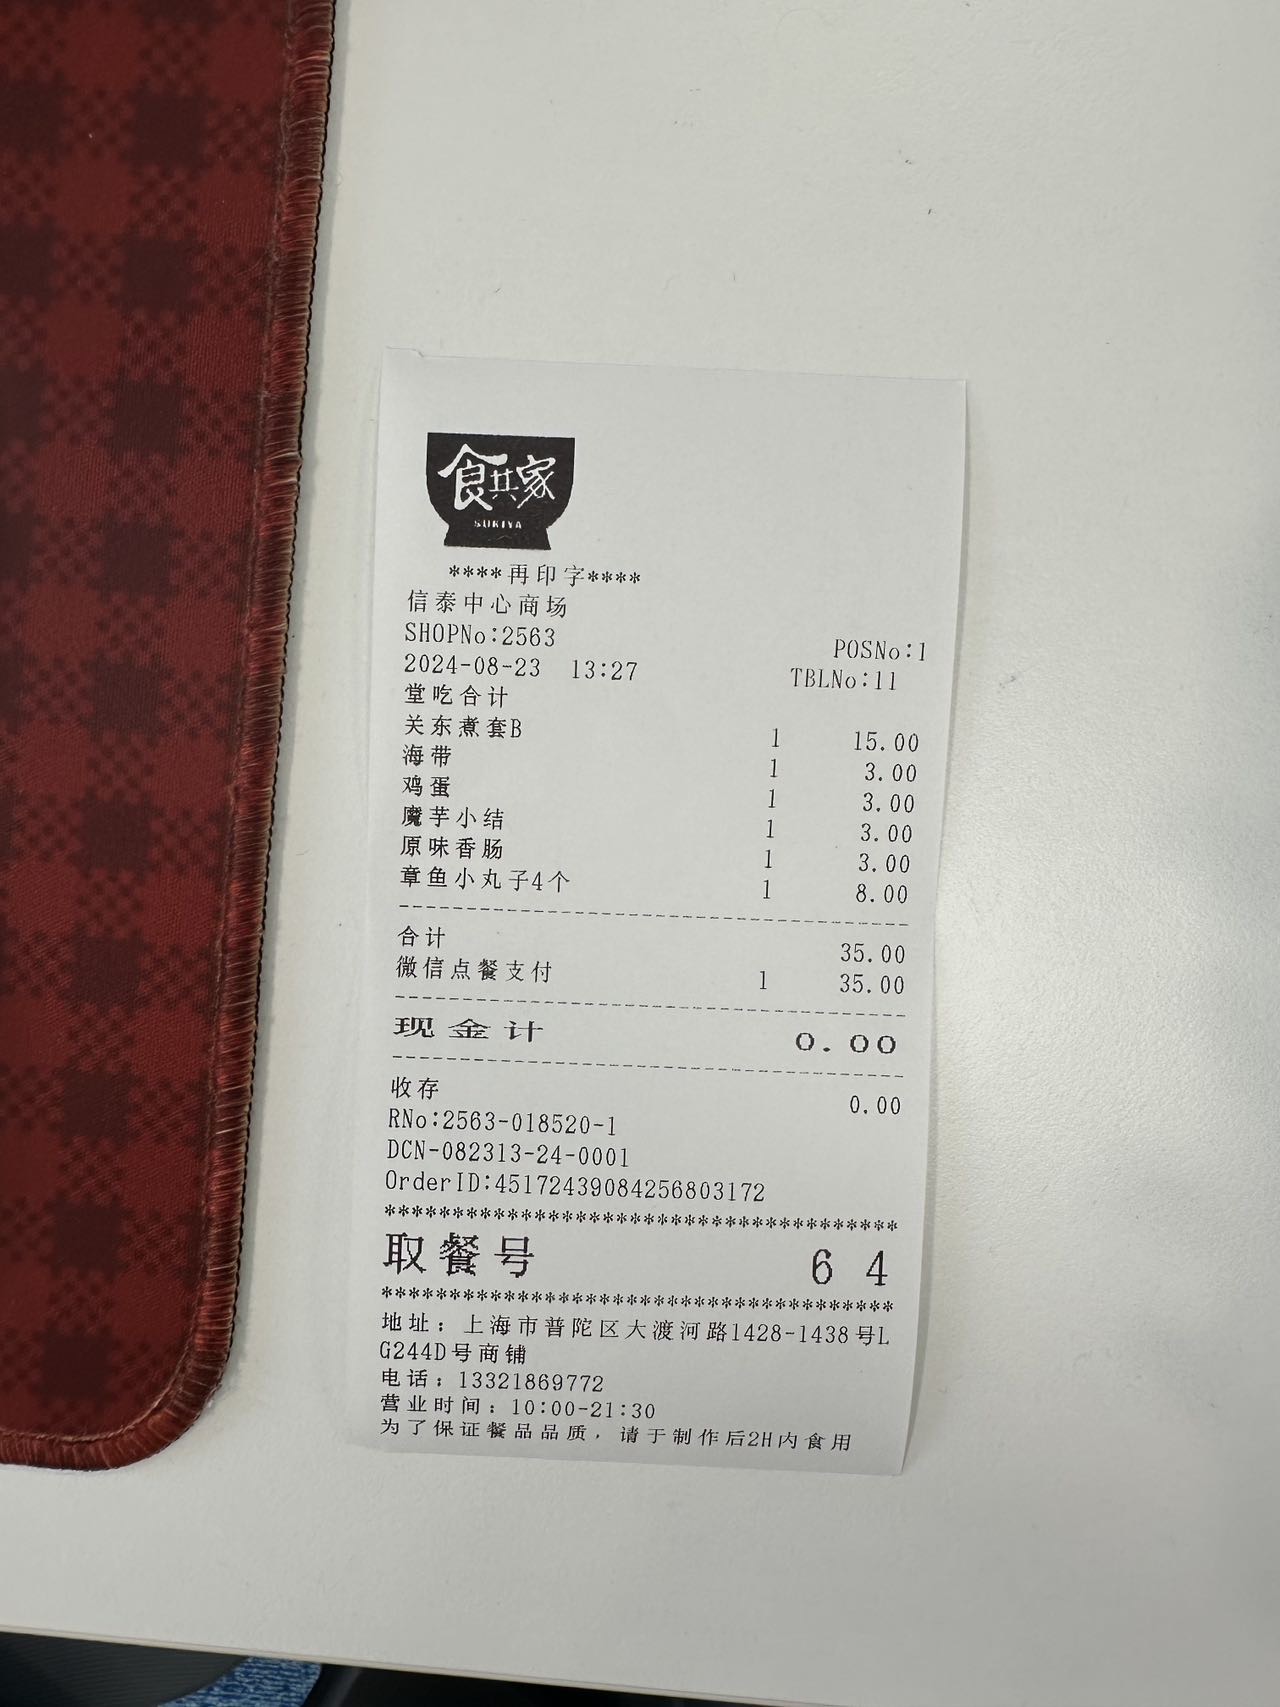 食其家
SUKIYA
****再印字****
信泰中心商场
SHOPNo:2563 POSNo:1
2024-08-23 13:27 TBLNo:11
堂吃合计
关东煮套B 1 15.00
海带 1 3.00
鸡蛋 1 3.00
魔芋小结 1 3.00
原味香肠 1 3.00
章鱼小丸子4个 1 8.00
合计 35.00
微信点餐支付 1 35.00
现金计 0.00
收存 0.00
RNo:2563-018520-1
DCN-082313-24-0001
OrderID:45172439084256803172
**************************************
取餐号 64
**************************************
地址：上海市普陀区大渡河路1428-1438号L
G244D号商铺
电话：13321869772
营业时间：10:00-21:30
为了保证餐品品质，请于制作后2H内食用